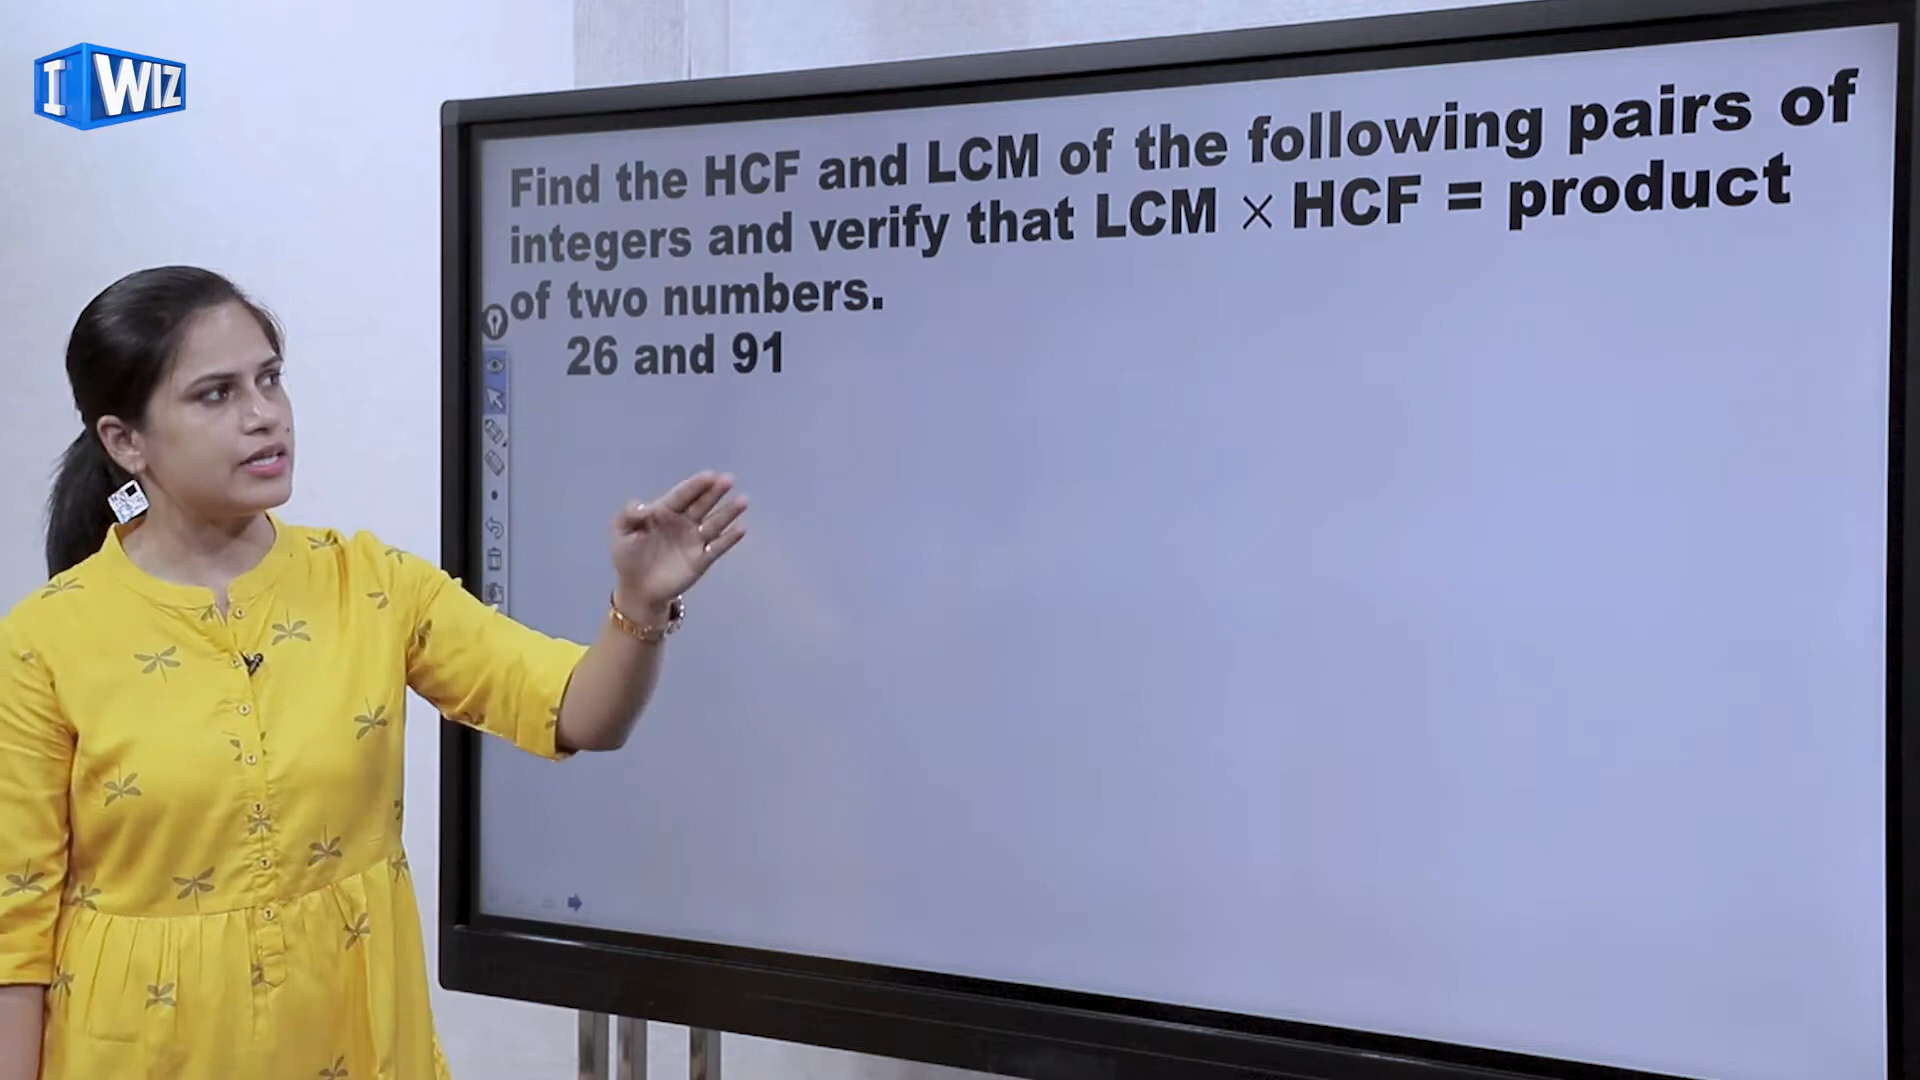 I WIZ
Find the HCF and LCM of the following pairs of
integers and verify that LCM × HCF = product
of two numbers.
26 and 91